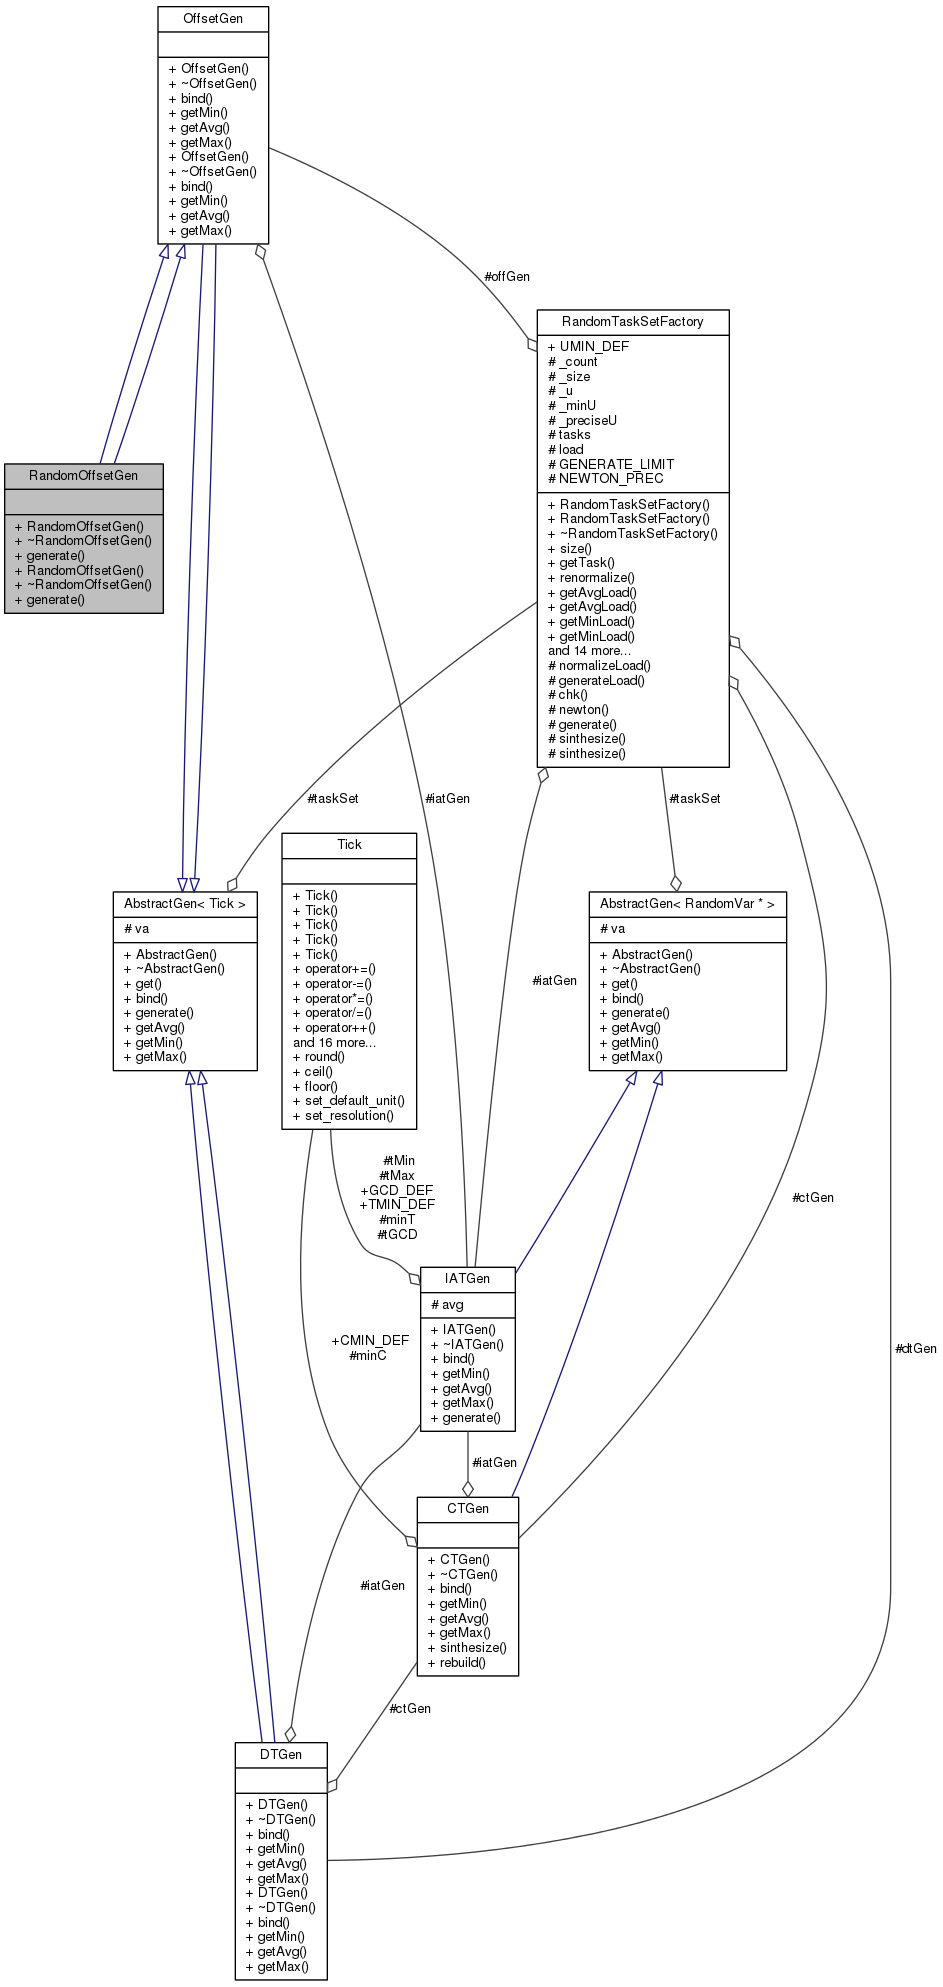 OffsetGen
+ OffsetGen()
+ ~OffsetGen()
+ bind()
+ getMin()
+ getAvg()
+ getMax()
+ OffsetGen()
+ ~OffsetGen()
+ bind()
+ getMin()
+ getAvg()
+ getMax()
#offGen
RandomTaskSetFactory
+ UMIN_DEF
# _count
# _size
# _u
# _minU
# _preciseU
# tasks
# load
# GENERATE_LIMIT
# NEWTON_PREC
+ RandomTaskSetFactory()
+ RandomTaskSetFactory()
+ ~RandomTaskSetFactory()
+ size()
+ getTask()
+ renormalize()
+ getAvgLoad()
+ getAvgLoad()
+ getMinLoad()
+ getMinLoad()
and 14 more...
# normalizeLoad()
# generateLoad()
# chk()
# newton()
# generate()
# sinthesize()
# sinthesize()
RandomOffsetGen
+ RandomOffsetGen()
+ ~RandomOffsetGen()
+ generate()
+ RandomOffsetGen()
+ ~RandomOffsetGen()
+ generate()
#taskSet
#iatGen
#taskSet
Tick
+ Tick()
+ Tick()
+ Tick()
+ Tick()
+ Tick()
+ operator+=()
+ operator-=()
+ operator*=()
+ operator/=()
+ operator++()
and 16 more...
+ round()
+ ceil()
+ floor()
+ set_default_unit()
+ set_resolution()
AbstractGen< Tick >
# va
+ AbstractGen()
+ ~AbstractGen()
+ get()
+ bind()
+ generate()
+ getAvg()
+ getMin()
+ getMax()
#iatGen
AbstractGen< RandomVar * >
# va
+ AbstractGen()
+ ~AbstractGen()
+ get()
+ bind()
+ generate()
+ getAvg()
+ getMin()
+ getMax()
#tMin
#tMax
+GCD_DEF
+TMIN_DEF
#minT
#tGCD
#ctGen
IATGen
# avg
+ IATGen()
+ ~IATGen()
+ bind()
+ getMin()
+ getAvg()
+ getMax()
+ generate()
+CMIN_DEF
#minC
#dtGen
#iatGen
CTGen
+ CTGen()
+ ~CTGen()
+ bind()
+ getMin()
+ getAvg()
+ getMax()
+ sinthesize()
+ rebuild()
#iatGen
#ctGen
DTGen
+ DTGen()
+ ~DTGen()
+ bind()
+ getMin()
+ getAvg()
+ getMax()
+ DTGen()
+ ~DTGen()
+ bind()
+ getMin()
+ getAvg()
+ getMax()